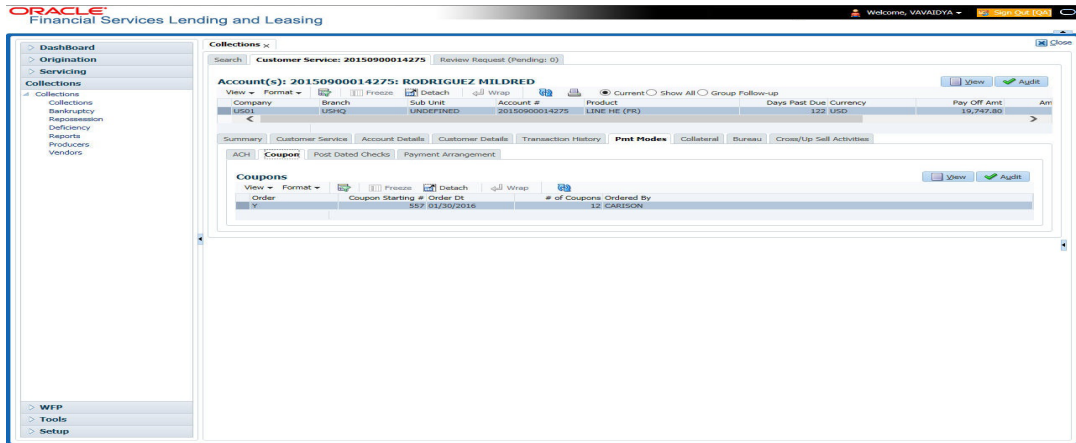 ORACLE
Financial Services Lending and Leasing
Welcome, VAVAIDYA
Sign Out [QA]
DashBoard
Origination
Servicing
Collections
Collections
Collections
Bankruptcy
Repossession
Deficiency
Reports
Producers
Vendors
WFP
Tools
Setup
Collections x
Close
Search Customer Service: 20150900014275 Review Request (Pending: 0)
Account(s): 20150900014275: RODRIGUEZ MILDRED
View Audit
View Format Freeze Detach Wrap Current Show All Group Follow-up
Company Branch Sub Unit Account # Product Days Past Due Currency Pay Off Amt Am
US01 USHQ UNDEFINED 20150900014275 LINE HE (FR) 122 USD 19,747.80
Summary Customer Service Account Details Customer Details Transaction History Pmt Modes Collateral Bureau Cross/Up Sell Activities
ACH Coupon Post Dated Checks Payment Arrangement
Coupons
View Audit
View Format Freeze Detach Wrap
Order Coupon Starting # Order Dt # of Coupons Ordered By
Y 557 01/30/2016 12 CARISON